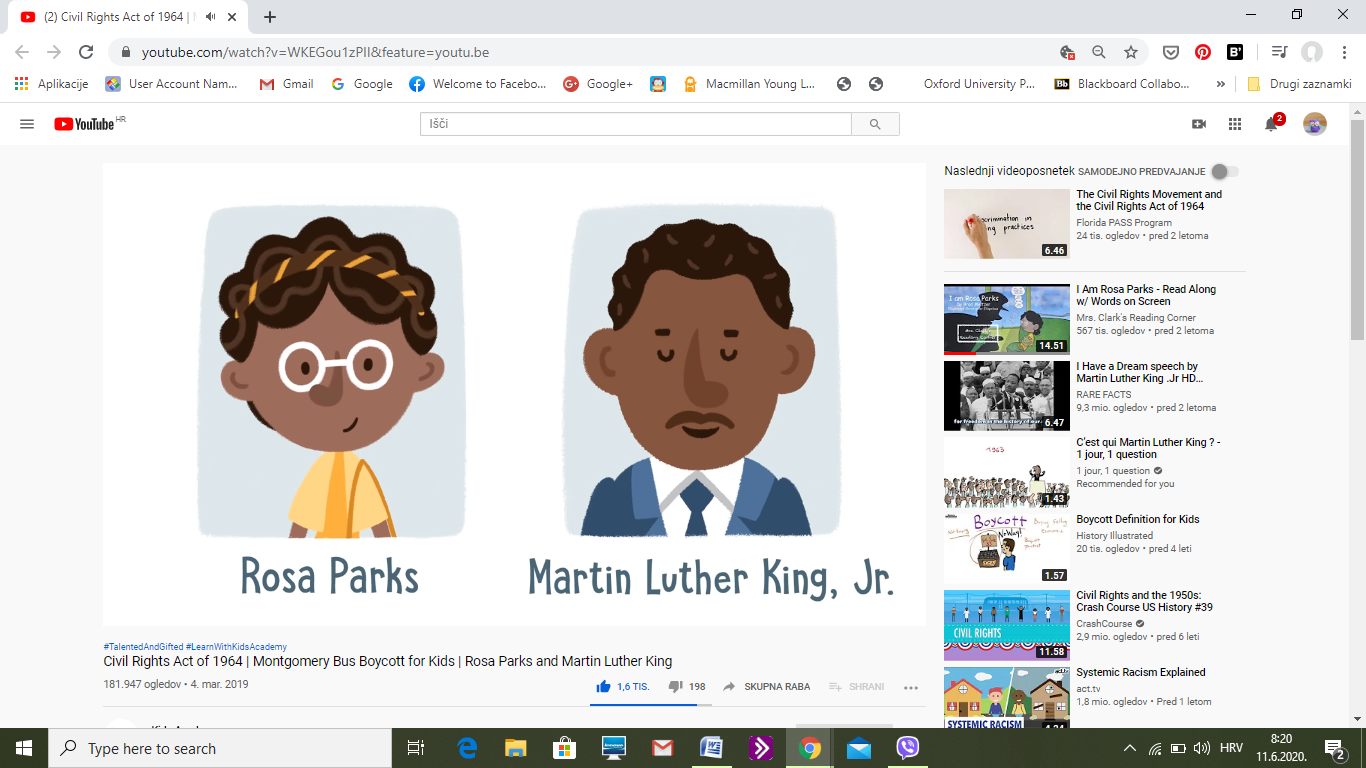 (2) Civil Rights Act of 1964 |
youtube.com/watch?v=WKEGou1zPlI&feature=youtu.be
Aplikacije
User Account Nam...
Gmail
Google
Welcome to Facebo...
Google+
Macmillan Young L...
Oxford University P...
Bb
Blackboard Collabo...
»
Drugi zaznamki
YouTube HR
Išči
2
Rosa Parks
Martin Luther King, Jr.
#TalentedAndGifted #LearnWithKidsAcademy
Civil Rights Act of 1964 | Montgomery Bus Boycott for Kids | Rosa Parks and Martin Luther King
181.947 ogledov • 4. mar. 2019
1,6 TIS.
198
SKUPNA RABA
SHRANI
Naslednji videoposnetek
SAMODEJNO PREDVAJANJE
6.46
The Civil Rights Movement and
the Civil Rights Act of 1964
Florida PASS Program
24 tis. ogledov • pred 2 letoma
I am Rosa Parks
14.51
I Am Rosa Parks - Read Along
w/ Words on Screen
Mrs. Clark's Reading Corner
567 tis. ogledov • pred 2 letoma
6.47
I Have a Dream speech by
Martin Luther King .Jr HD...
RARE FACTS
9,3 mio. ogledov • pred 2 letoma
1963
1.43
C'est qui Martin Luther King ? -
1 jour, 1 question
1 jour, 1 question
Recommended for you
Boycott
1.57
Boycott Definition for Kids
History Illustrated
20 tis. ogledov • pred 4 leti
CIVIL RIGHTS
11.58
Civil Rights and the 1950s:
Crash Course US History #39
CrashCourse
2,9 mio. ogledov • pred 6 leti
SYSTEMIC RACISM
Systemic Racism Explained
act.tv
1,8 mio. ogledov • Pred 1 letom
Type here to search
HRV
8:20
11.6.2020.
2